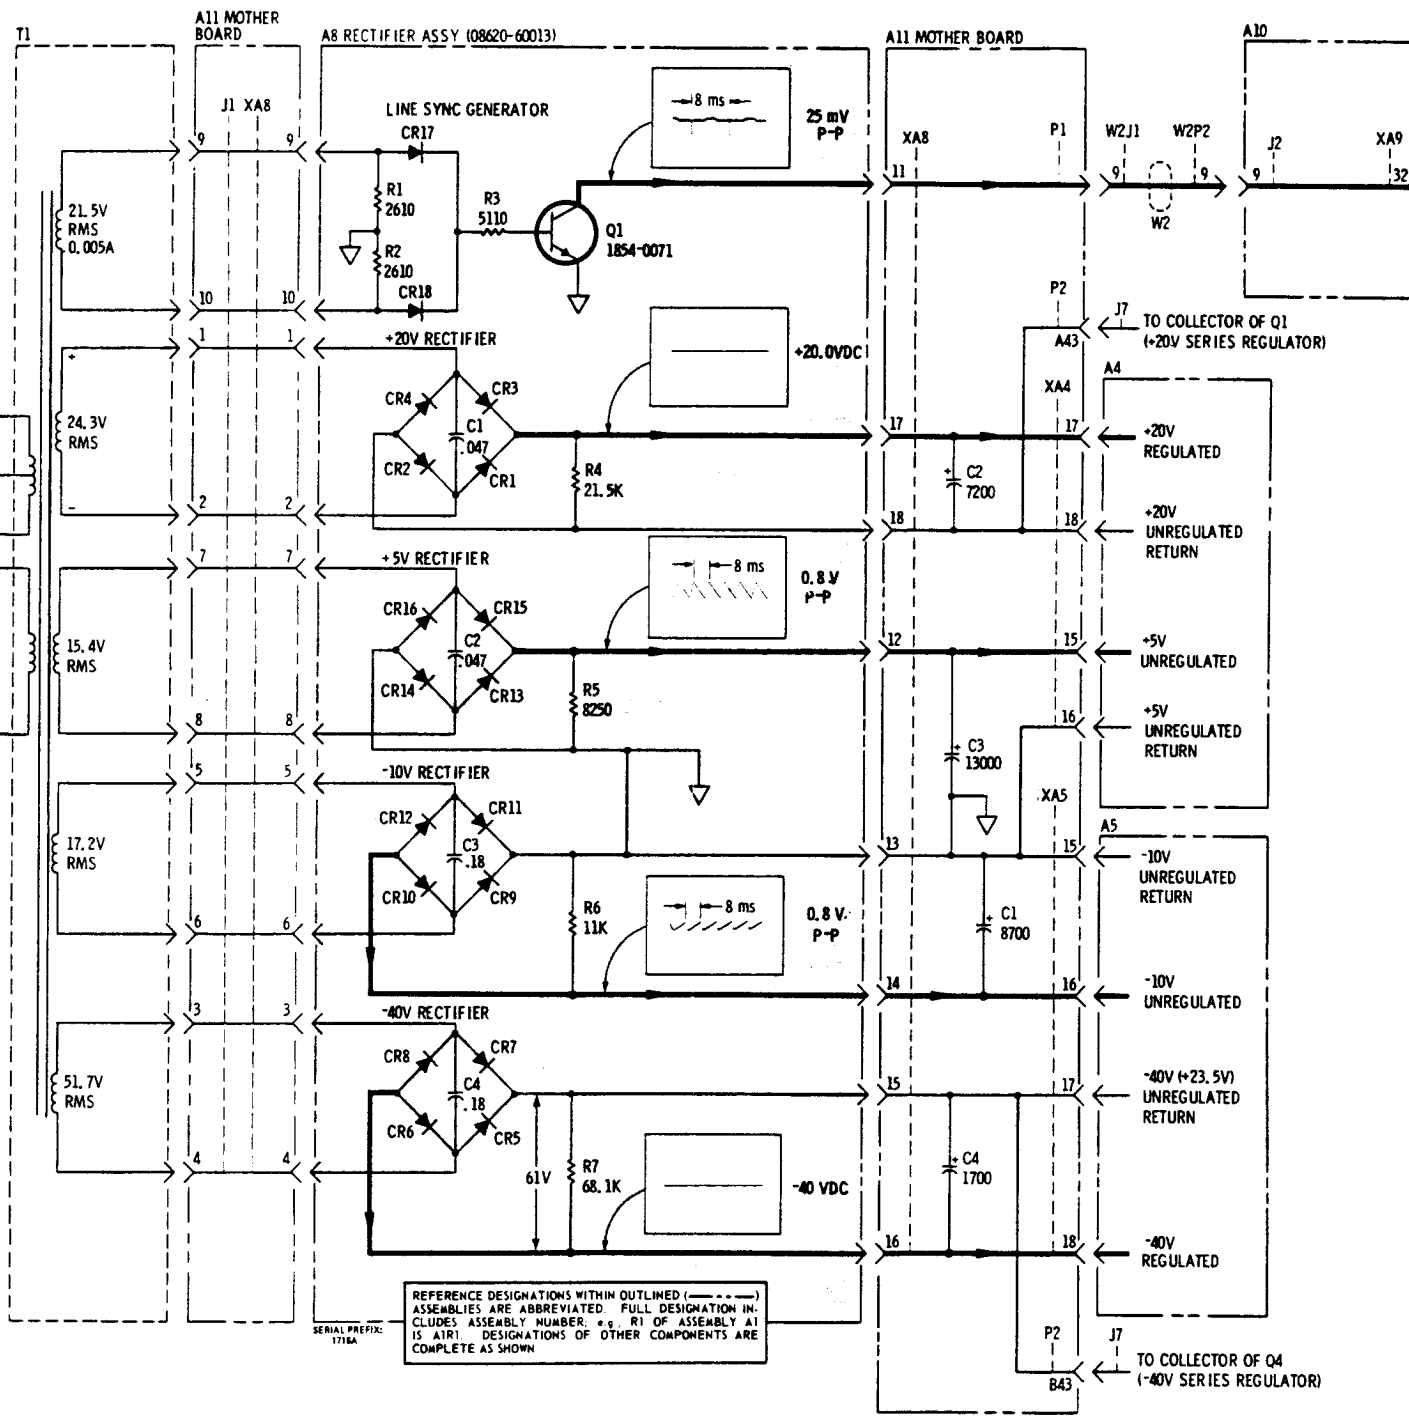 T1
A11 MOTHER
BOARD
A8 RECTIFIER ASSY (08620-60013)
A11 MOTHER BOARD
A10
J1 XA8
LINE SYNC GENERATOR
CR17
8 ms
25 mV
P-P
XA8
P1
W2J1
W2P2
J2
XA9
9
9
11
9
9
9
32
W2
21.5V
RMS
0.005A
R1
2610
R2
2610
R3
5110
Q1
1854-0071
CR18
10
10
P2
J7
A43
TO COLLECTOR OF Q1
(+20V SERIES REGULATOR)
1
1
+20V RECTIFIER
+20.0VDC
XA4
A4
+
24.3V
RMS
-
CR4
CR3
C1
.047
CR2
CR1
R4
21.5K
17
17
+20V
REGULATED
+
C2
7200
2
2
18
18
+20V
UNREGULATED
RETURN
7
7
+5V RECTIFIER
8 ms
0.8V
P-P
15.4V
RMS
CR16
CR15
C2
.047
CR14
CR13
R5
8250
12
15
+5V
UNREGULATED
8
8
16
+5V
UNREGULATED
RETURN
+
C3
13000
5
5
-10V RECTIFIER
XA5
A5
17.2V
RMS
CR12
CR11
C3
.18
CR10
CR9
R6
11K
13
15
-10V
UNREGULATED
RETURN
8 ms
0.8 V
P-P
+
C1
8700
6
6
14
16
-10V
UNREGULATED
3
3
-40V RECTIFIER
51.7V
RMS
CR8
CR7
C4
.18
CR6
CR5
61V
R7
68.1K
-40 VDC
15
17
-40V (+23.5V)
UNREGULATED
RETURN
+
C4
1700
4
4
16
18
-40V
REGULATED
REFERENCE DESIGNATIONS WITHIN OUTLINED (— - - —)
ASSEMBLIES ARE ABBREVIATED. FULL DESIGNATION IN-
CLUDES ASSEMBLY NUMBER; e.g., R1 OF ASSEMBLY A1
IS A1R1. DESIGNATIONS OF OTHER COMPONENTS ARE
COMPLETE AS SHOWN
SERIAL PREFIX:
1716A
P2
J7
B43
TO COLLECTOR OF Q4
(-40V SERIES REGULATOR)